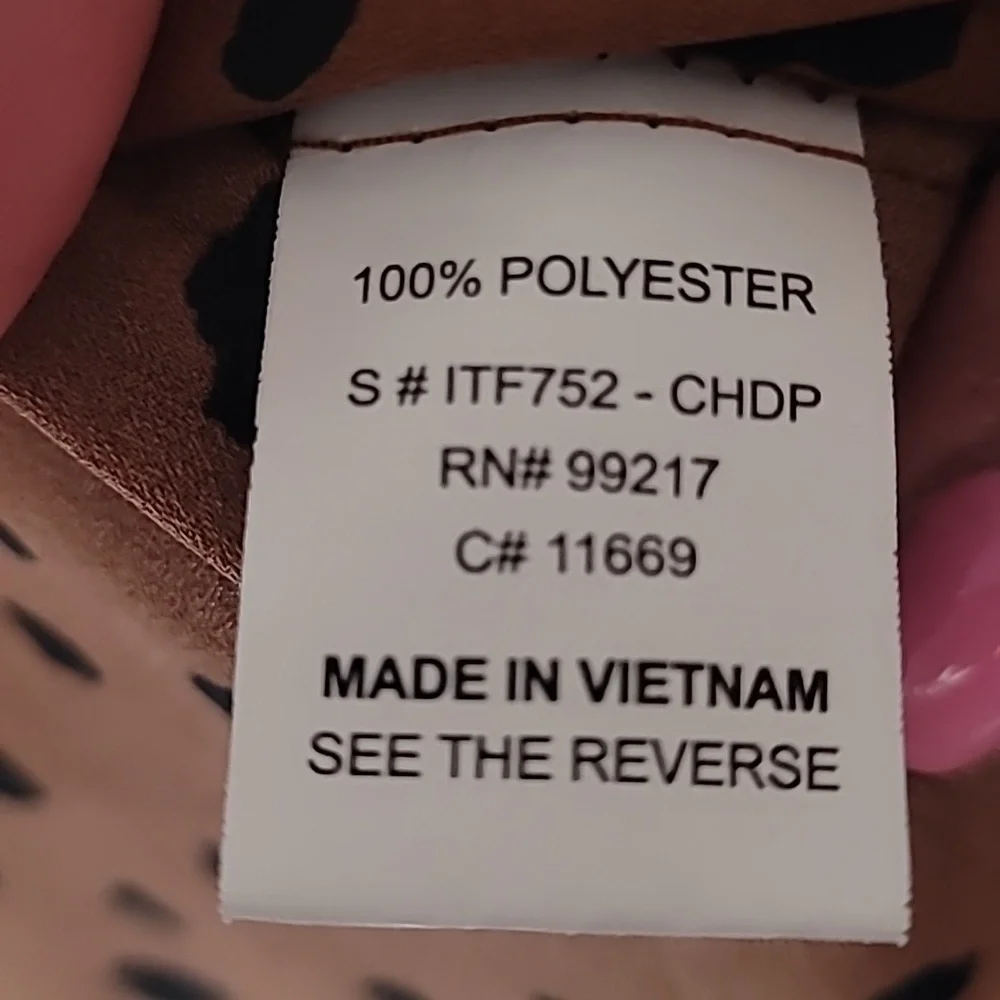 100% POLYESTER
S # ITF752 - CHDP
RN# 99217
C# 11669
MADE IN VIETNAM
SEE THE REVERSE